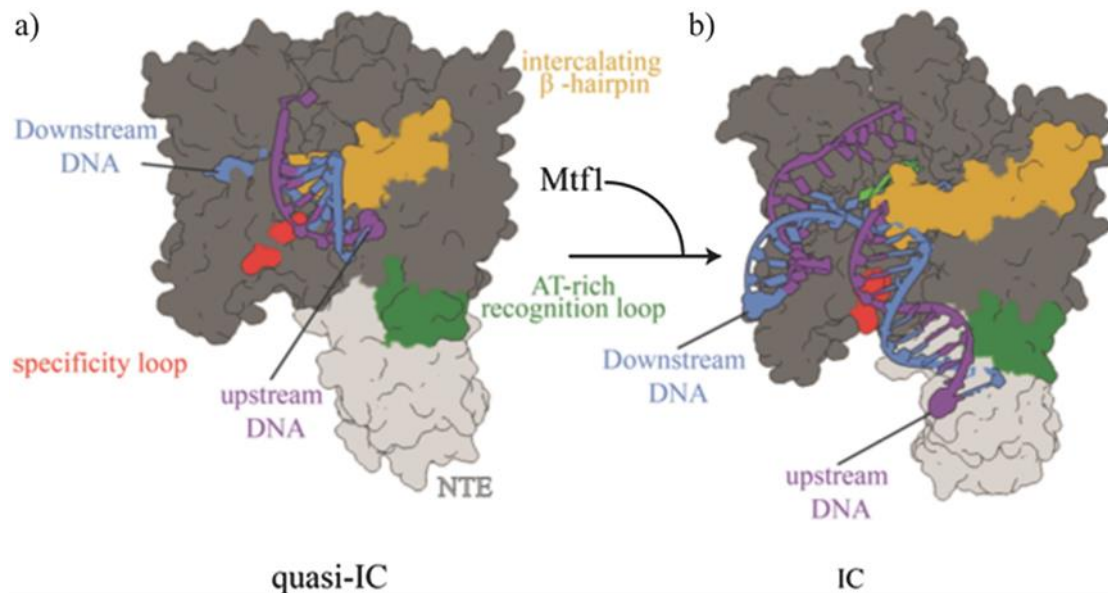 a)
b)
intercalating
β -hairpin
Downstream
DNA
Mtf1
AT-rich
recognition loop
specificity loop
upstream
DNA
NTE
Downstream
DNA
upstream
DNA
quasi-IC
IC